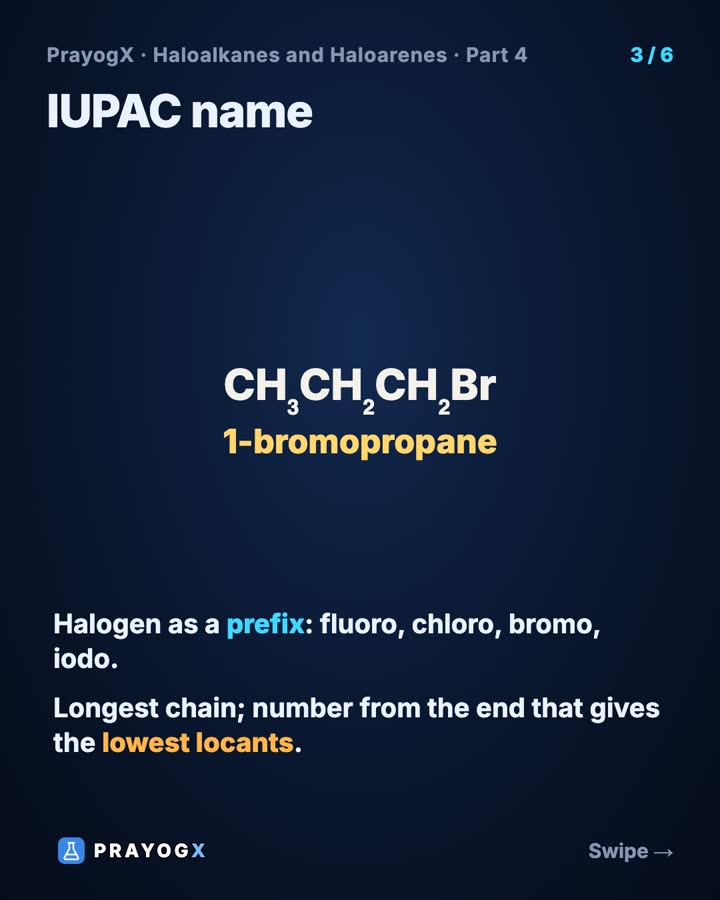 PrayogX · Haloalkanes and Haloarenes · Part 4
3 / 6
IUPAC name
CH₃CH₂CH₂Br
1-bromopropane
Halogen as a prefix: fluoro, chloro, bromo,
iodo.
Longest chain; number from the end that gives
the lowest locants.
PRAYOGX
Swipe →